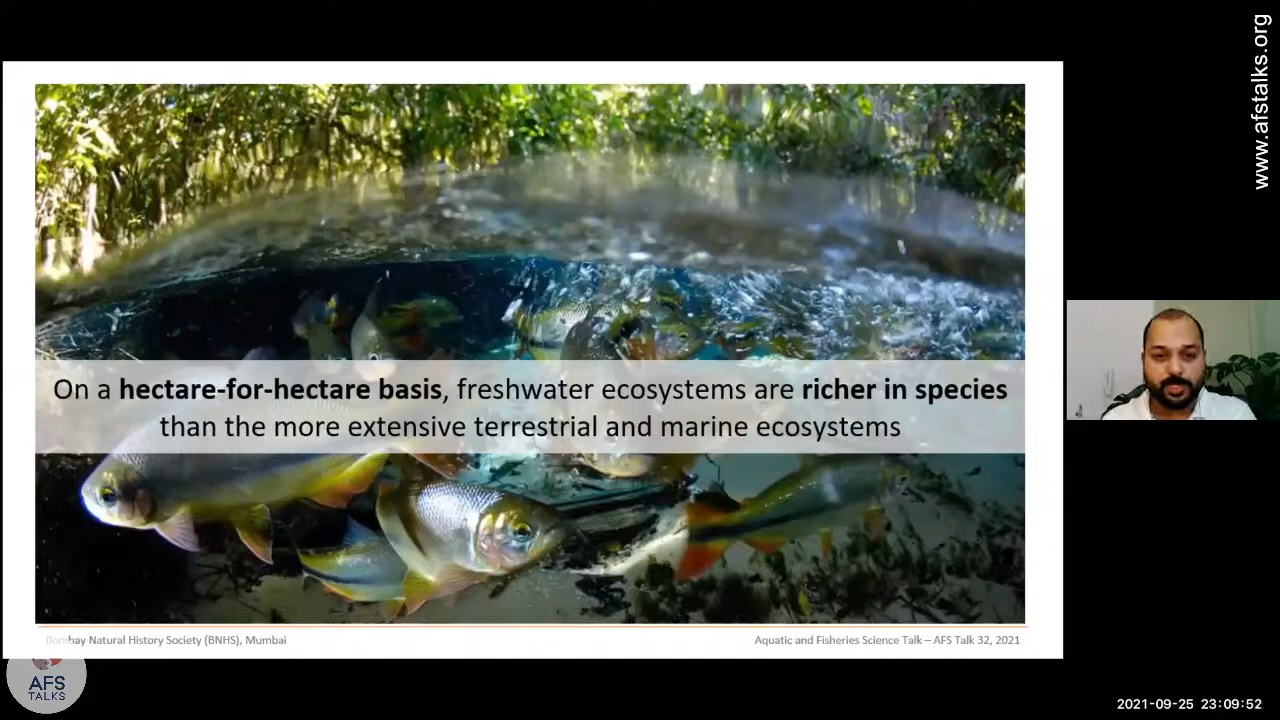 www.afstalks.org
On a hectare-for-hectare basis, freshwater ecosystems are richer in species
than the more extensive terrestrial and marine ecosystems
Bombay Natural History Society (BNHS), Mumbai
Aquatic and Fisheries Science Talk – AFS Talk 32, 2021
AFS
TALKS
2021-09-25 23:09:52